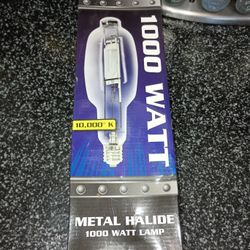 1000 WATT
10,000° K
METAL HALIDE
1000 WATT LAMP